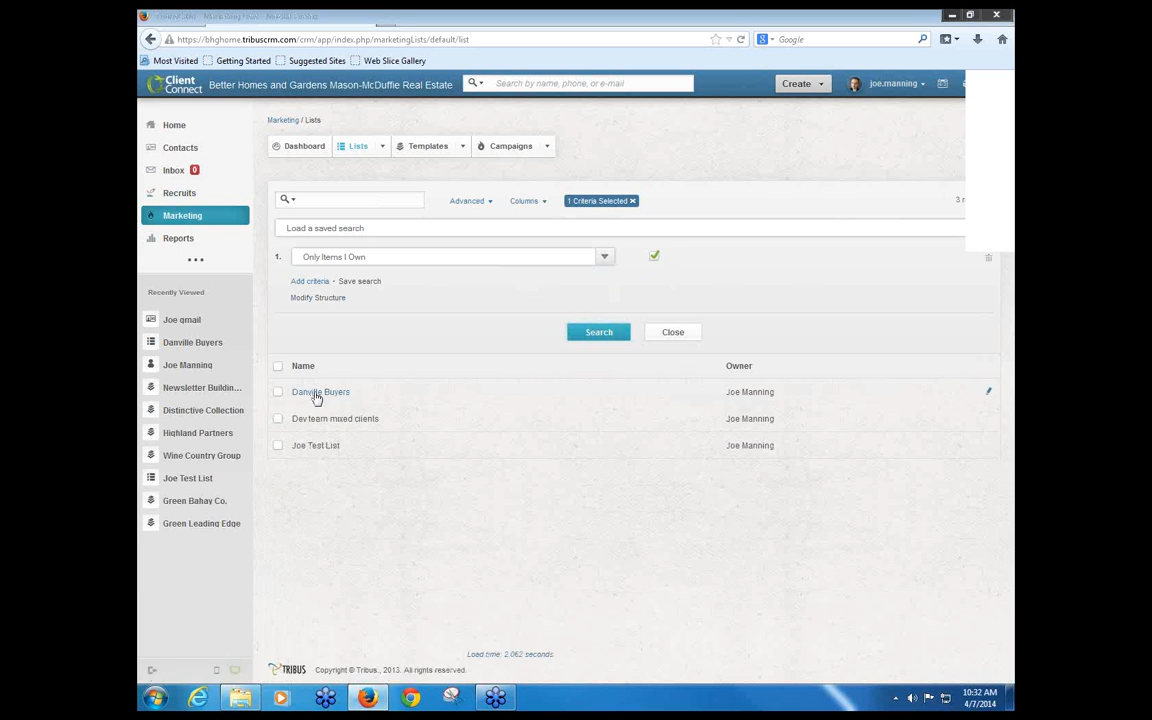 https://bhghome.tribuscrm.com/crm/app/index.php/marketingLists/default/list
Google
Most Visited
Getting Started
Suggested Sites
Web Slice Gallery
Client Connect
Better Homes and Gardens Mason-McDuffie Real Estate
Search by name, phone, or e-mail
Create
joe.manning
Home
Contacts
Inbox 0
Recruits
Marketing
Reports
Recently Viewed
Joe gmail
Danville Buyers
Joe Manning
Newsletter Buildin...
Distinctive Collection
Highland Partners
Wine Country Group
Joe Test List
Green Bahay Co.
Green Leading Edge
Marketing / Lists
Dashboard
Lists
Templates
Campaigns
Advanced
Columns
1 Criteria Selected
3
Load a saved search
1. Only Items I Own
Add criteria • Save search
Modify Structure
Search
Close
Name Owner
Danville Buyers Joe Manning
Dev team mixed clients Joe Manning
Joe Test List Joe Manning
Load time: 2.062 seconds.
TRIBUS Copyright © Tribus., 2013. All rights reserved.
10:32 AM
4/7/2014